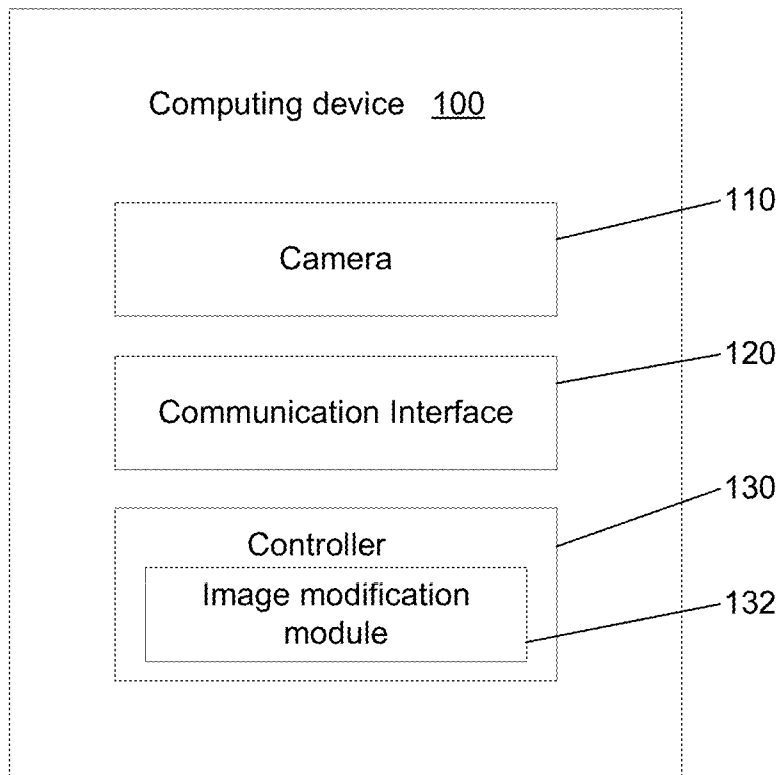 Computing device 100
110
Camera
120
Communication Interface
130
Controller
Image modification
module
132